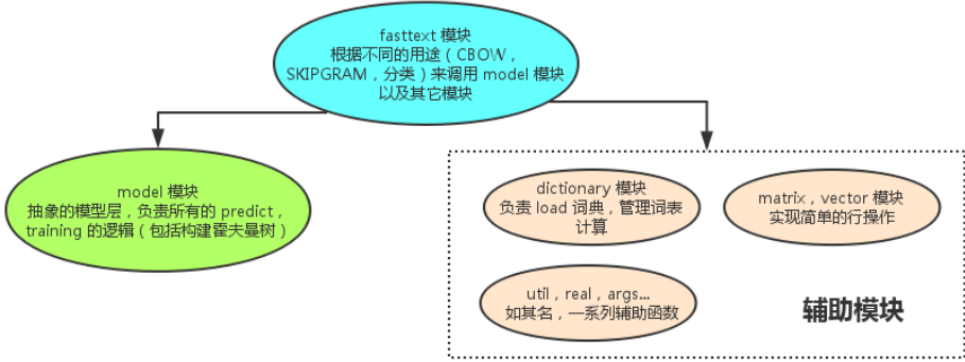 fasttext 模块
根据不同的用途（CBOW，
SKIPGRAM，分类）来调用 model 模块
以及其它模块
model 模块
抽象的模型层，负责所有的 predict，
training 的逻辑（包括构建霍夫曼树）
dictionary 模块
负责 load 词典，管理词表
计算
matrix，vector 模块
实现简单的行操作
util，real，args...
如其名，一系列辅助函数
辅助模块